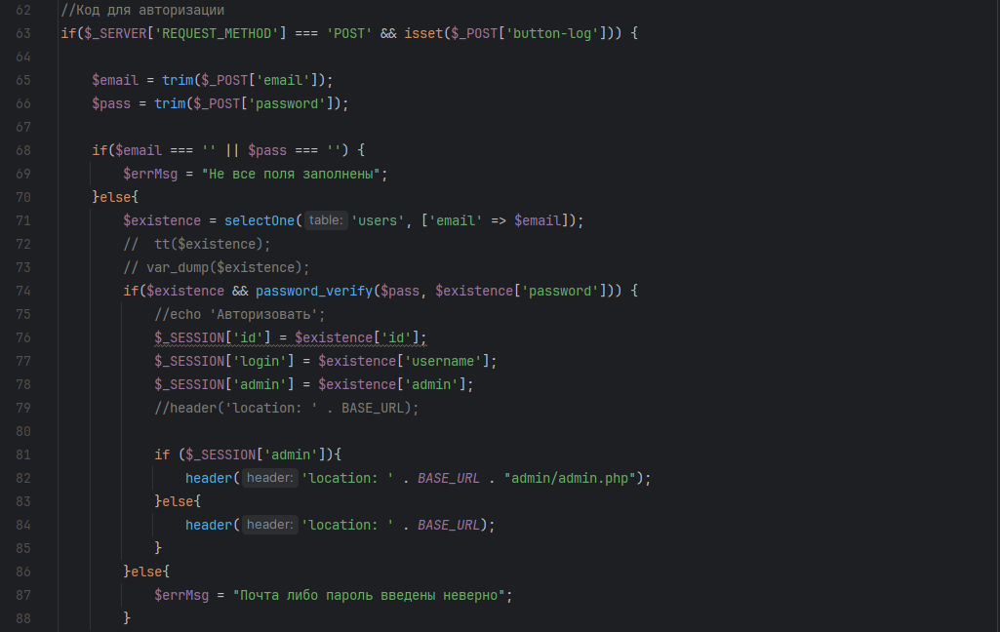 62 //Код для авторизации
63 if($_SERVER['REQUEST_METHOD'] === 'POST' && isset($_POST['button-log'])) {
64
65     $email = trim($_POST['email']);
66     $pass = trim($_POST['password']);
67
68     if($email === '' || $pass === '') {
69         $errMsg = "Не все поля заполнены";
70     }else{
71         $existence = selectOne( table: 'users', ['email' => $email]);
72         //  tt($existence);
73         // var_dump($existence);
74         if($existence && password_verify($pass, $existence['password'])) {
75             //echo 'Авторизовать';
76             $_SESSION['id'] = $existence['id'];
77             $_SESSION['login'] = $existence['username'];
78             $_SESSION['admin'] = $existence['admin'];
79             //header('location: ' . BASE_URL);
80
81             if ($_SESSION['admin']){
82                 header( header: 'location: ' . BASE_URL . "admin/admin.php");
83             }else{
84                 header( header: 'location: ' . BASE_URL);
85             }
86         }else{
87             $errMsg = "Почта либо пароль введены неверно";
88         }